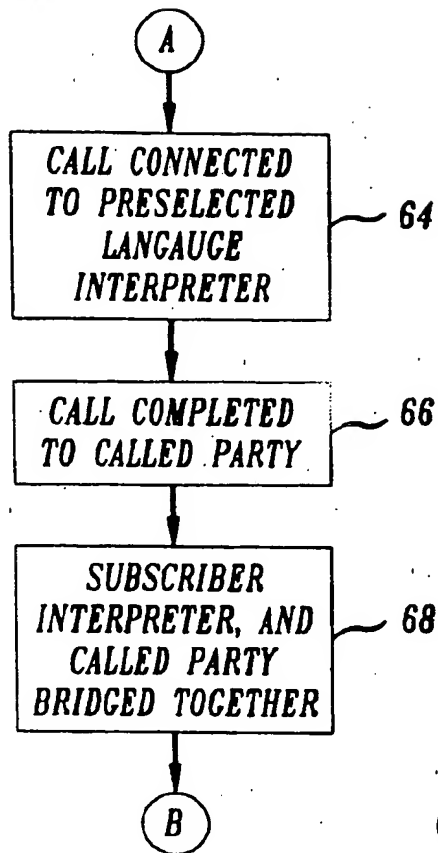 A
CALL CONNECTED
TO PRESELECTED
LANGAUGE
INTERPRETER
64
CALL COMPLETED
TO CALLED PARTY
66
SUBSCRIBER
INTERPRETER, AND
CALLED PARTY
BRIDGED TOGETHER
68
B